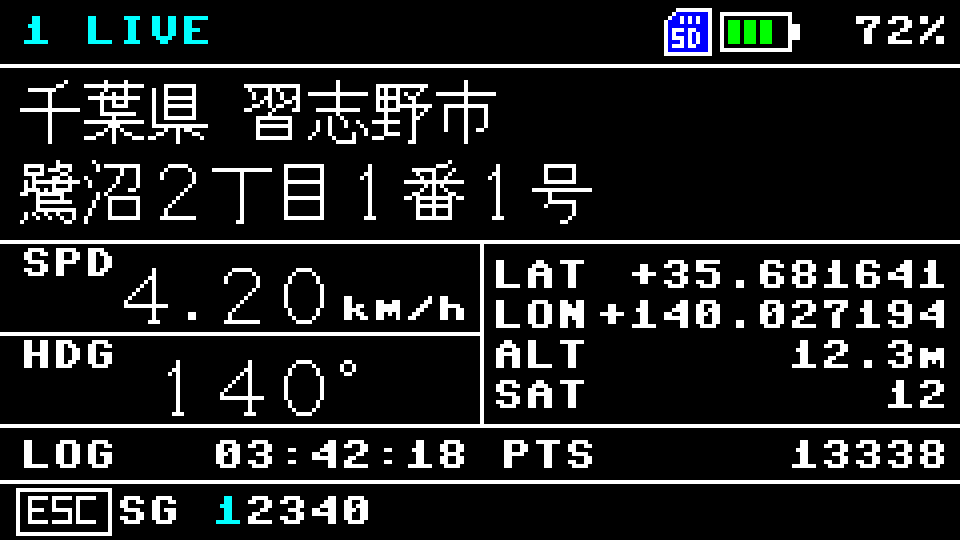 1 LIVE SD 72%
千葉県 習志野市
鷺沼2丁目1番1号
SPD 4.20km/h
HDG 140°
LAT +35.681641
LON+140.027194
ALT 12.3m
SAT 12
LOG 03:42:18 PTS 13338
ESC SG 12340